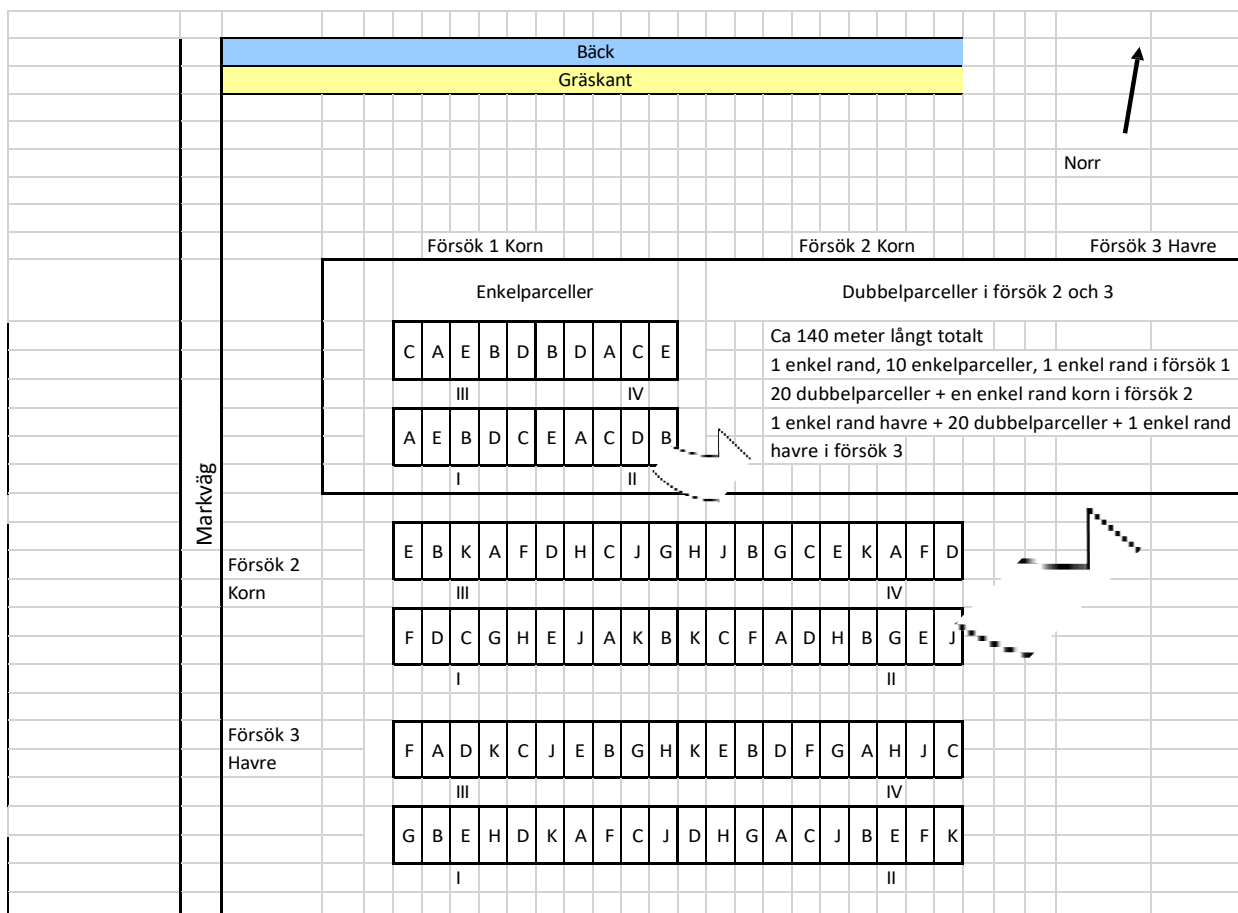 Bäck
Gräskant
Norr
Försök 1 Korn
Försök 2 Korn
Försök 3 Havre
Enkelparceller
Dubbelparceller i försök 2 och 3
C A E B D B D A C E
III IV
A E B D C E A C D B
I II
Ca 140 meter långt totalt
1 enkel rand, 10 enkelparceller, 1 enkel rand i försök 1
20 dubbelparceller + en enkel rand korn i försök 2
1 enkel rand havre + 20 dubbelparceller + 1 enkel rand
havre i försök 3
Markväg
Försök 2
Korn
E B K A F D H C J G H J B G C E K A F D
III IV
F D C G H E J A K B K C F A D H B G E J
I II
Försök 3
Havre
F A D K C J E B G H K E B D F G A H J C
III IV
G B E H D K A F C J D H G A C J B E F K
I II